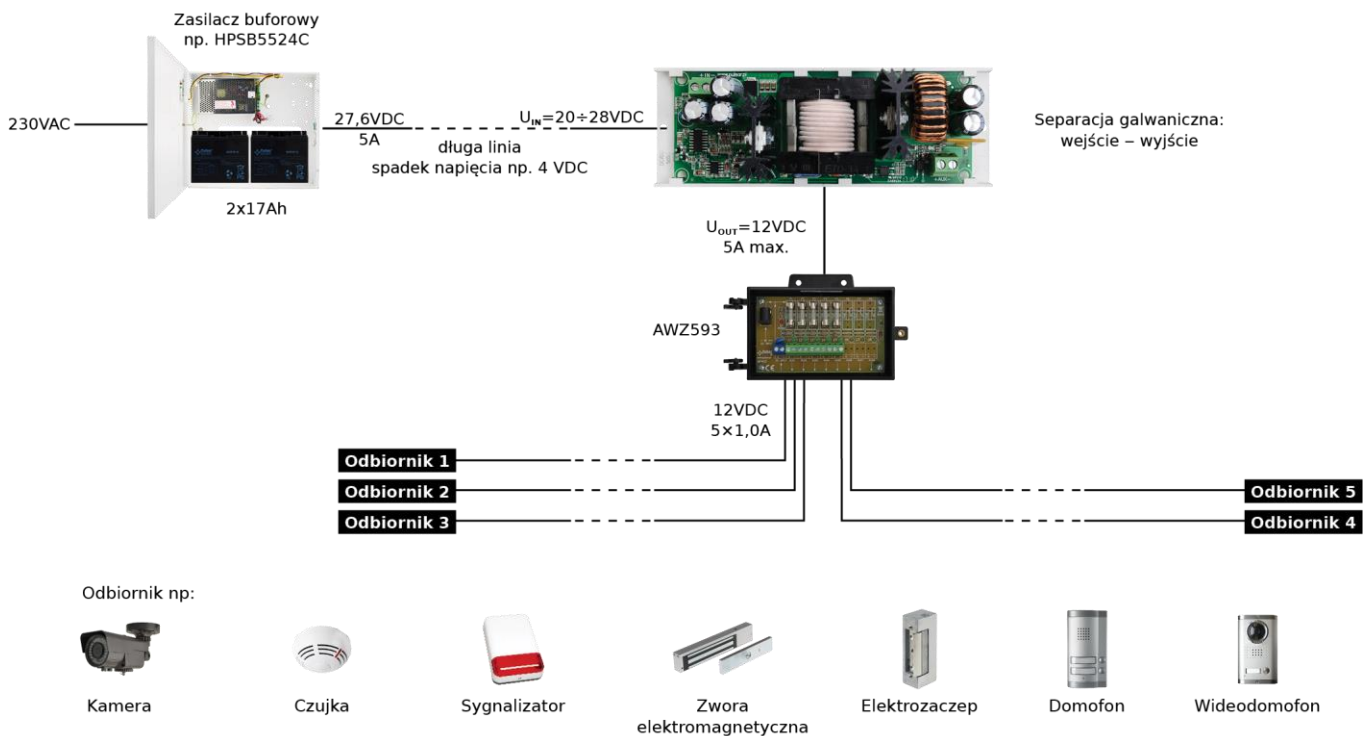 Zasilacz buforowy
np. HPSB5524C
230VAC
27,6VDC
5A
U_IN=20÷28VDC
długa linia
spadek napięcia np. 4 VDC
Separacja galwaniczna:
wejście – wyjście
2x17Ah
U_OUT=12VDC
5A max.
AWZ593
12VDC
5×1,0A
Odbiornik 1
Odbiornik 2
Odbiornik 3
Odbiornik 5
Odbiornik 4
Odbiornik np:
Kamera
Czujka
Sygnalizator
Zwora
elektromagnetyczna
Elektrozaczep
Domofon
Wideodomofon